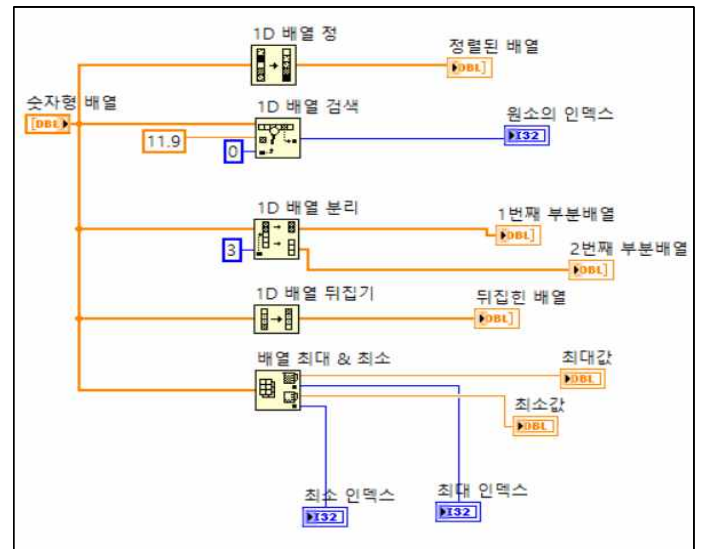 1D 배열 정
정렬된 배열
DBL]
숫자형 배열
[DBL
1D 배열 검색
11.9
0
원소의 인덱스
I32
1D 배열 분리
3
1번째 부분배열
DBL]
2번째 부분배열
DBL]
1D 배열 뒤집기
뒤집힌 배열
DBL]
배열 최대 & 최소
최대값
DBL
최소값
DBL
최소 인덱스
I32
최대 인덱스
I32